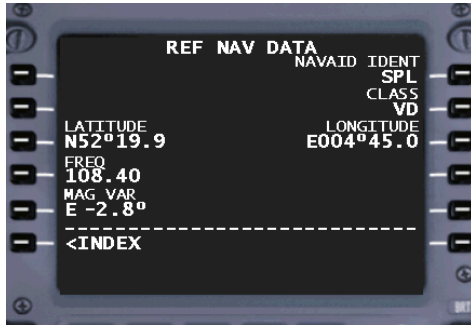 REF NAV DATA
NAVAID IDENT
SPL
CLASS
VD
LATITUDE LONGITUDE
N52º19.9 E004º45.0
FREQ
108.40
MAG VAR
E -2.8º
<INDEX